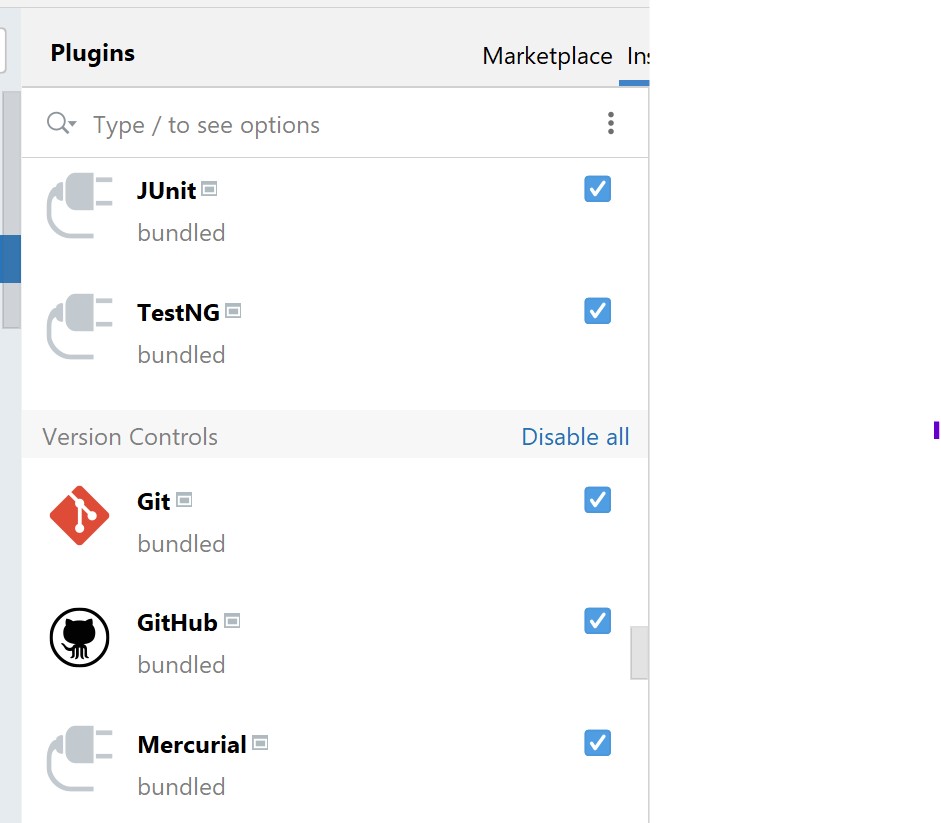 Plugins
Marketplace
Type / to see options
JUnit
bundled
TestNG
bundled
Version Controls
Disable all
Git
bundled
GitHub
bundled
Mercurial
bundled